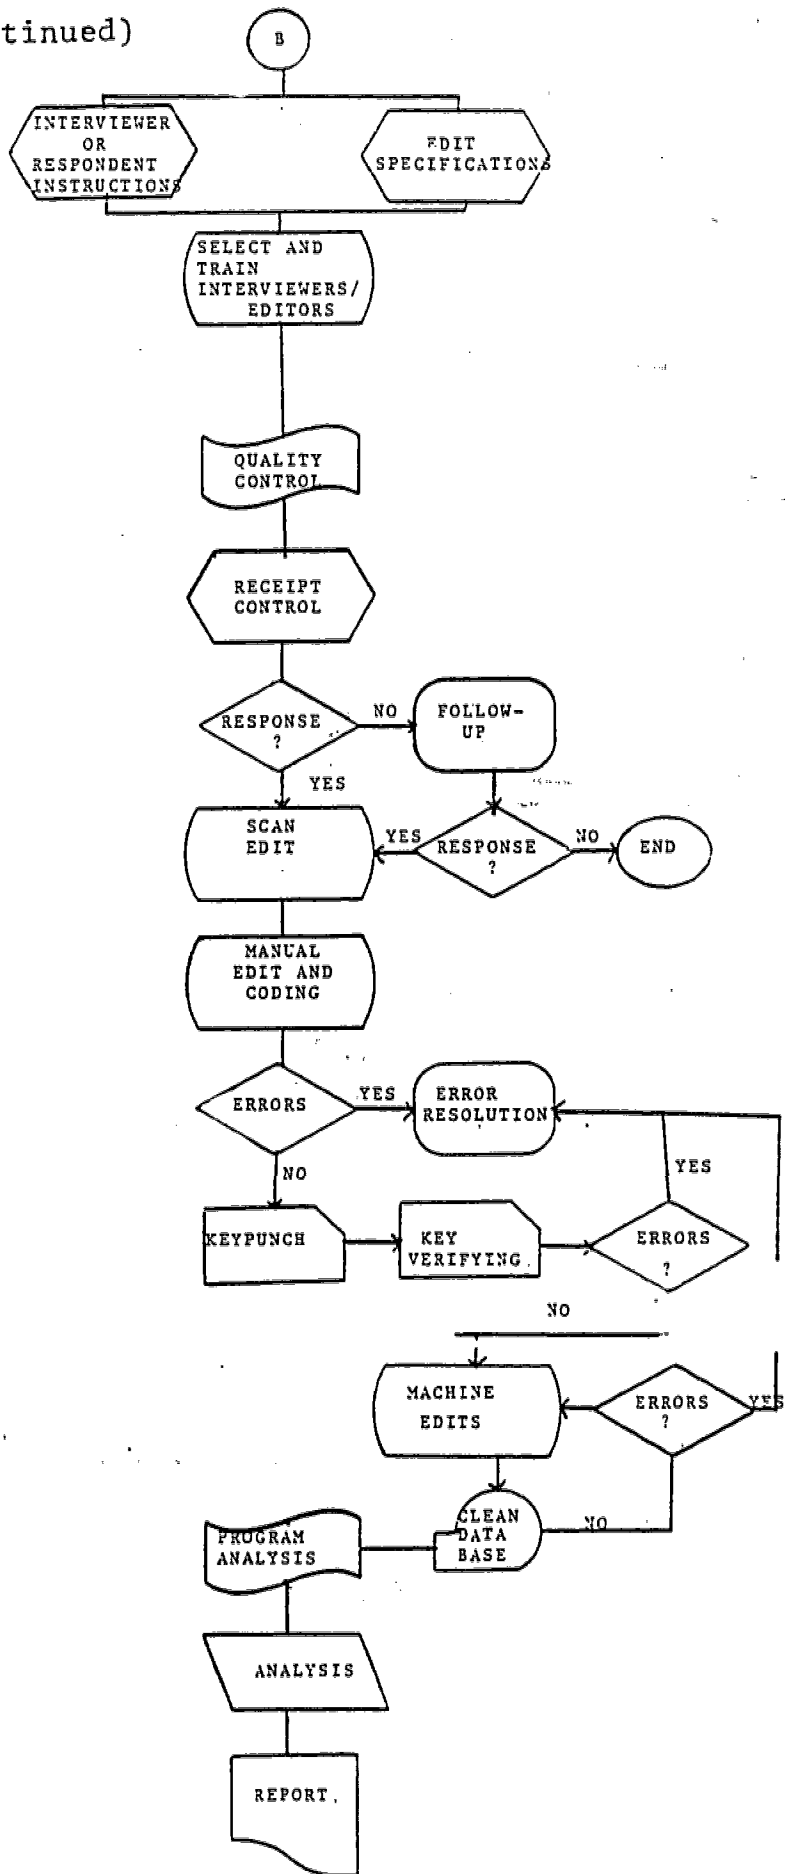 tinued)
B
INTERVIEWER
OR
RESPONDENT
INSTRUCTIONS
EDIT
SPECIFICATIONS
SELECT AND
TRAIN
INTERVIEWERS/
EDITORS
QUALITY
CONTROL
RECEIPT
CONTROL
RESPONSE
?
NO
FOLLOW-
UP
YES
SCAN
EDIT
YES
RESPONSE
?
NO
END
MANUAL
EDIT AND
CODING
ERRORS
YES
ERROR
RESOLUTION
NO
YES
KEYPUNCH
KEY
VERIFYING
ERRORS
?
NO
MACHINE
EDITS
ERRORS
?
YES
CLEAN
DATA
BASE
NO
PROGRAM
ANALYSIS
ANALYSIS
REPORT